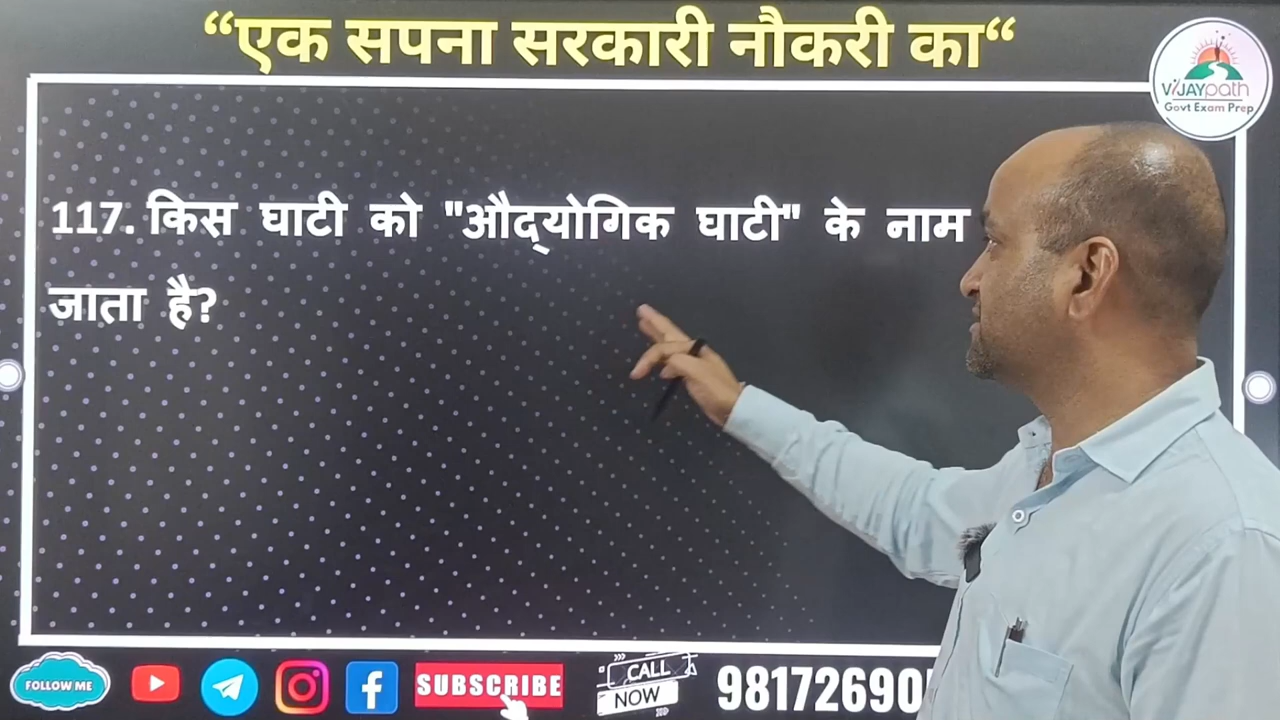 “एक सपना सरकारी नौकरी का“
VIJAYpath
Govt Exam Prep
117. किस घाटी को "औद्योगिक घाटी" के नाम
जाता है?
FOLLOW ME
SUBSCRIBE
CALL
NOW
98172690